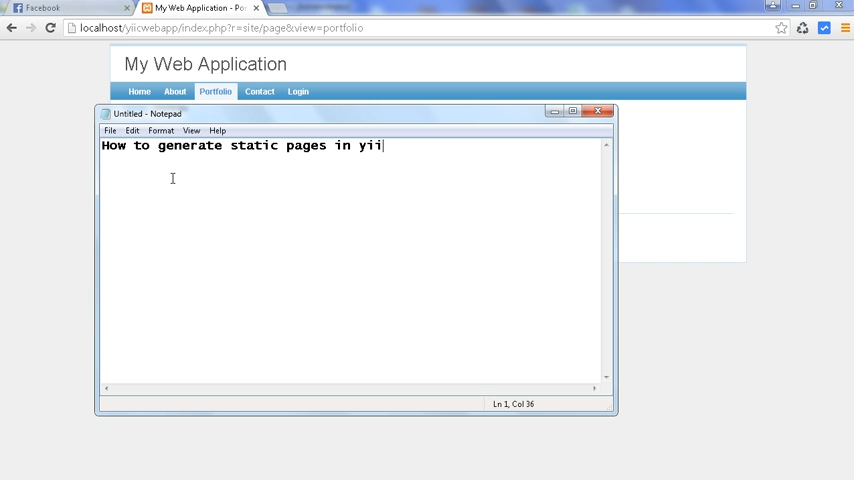 Facebook
My Web Application - Po
localhost/yiicwebapp/index.php?r=site/page&view=portfolio
My Web Application
Home About Portfolio Contact Login
Untitled - Notepad
File Edit Format View Help
How to generate static pages in yii
Ln 1, Col 36